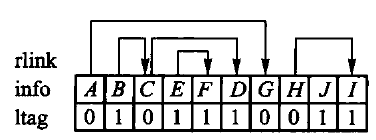 rlink
info A B C E F D G H J I
ltag 0 1 0 1 1 1 0 0 1 1